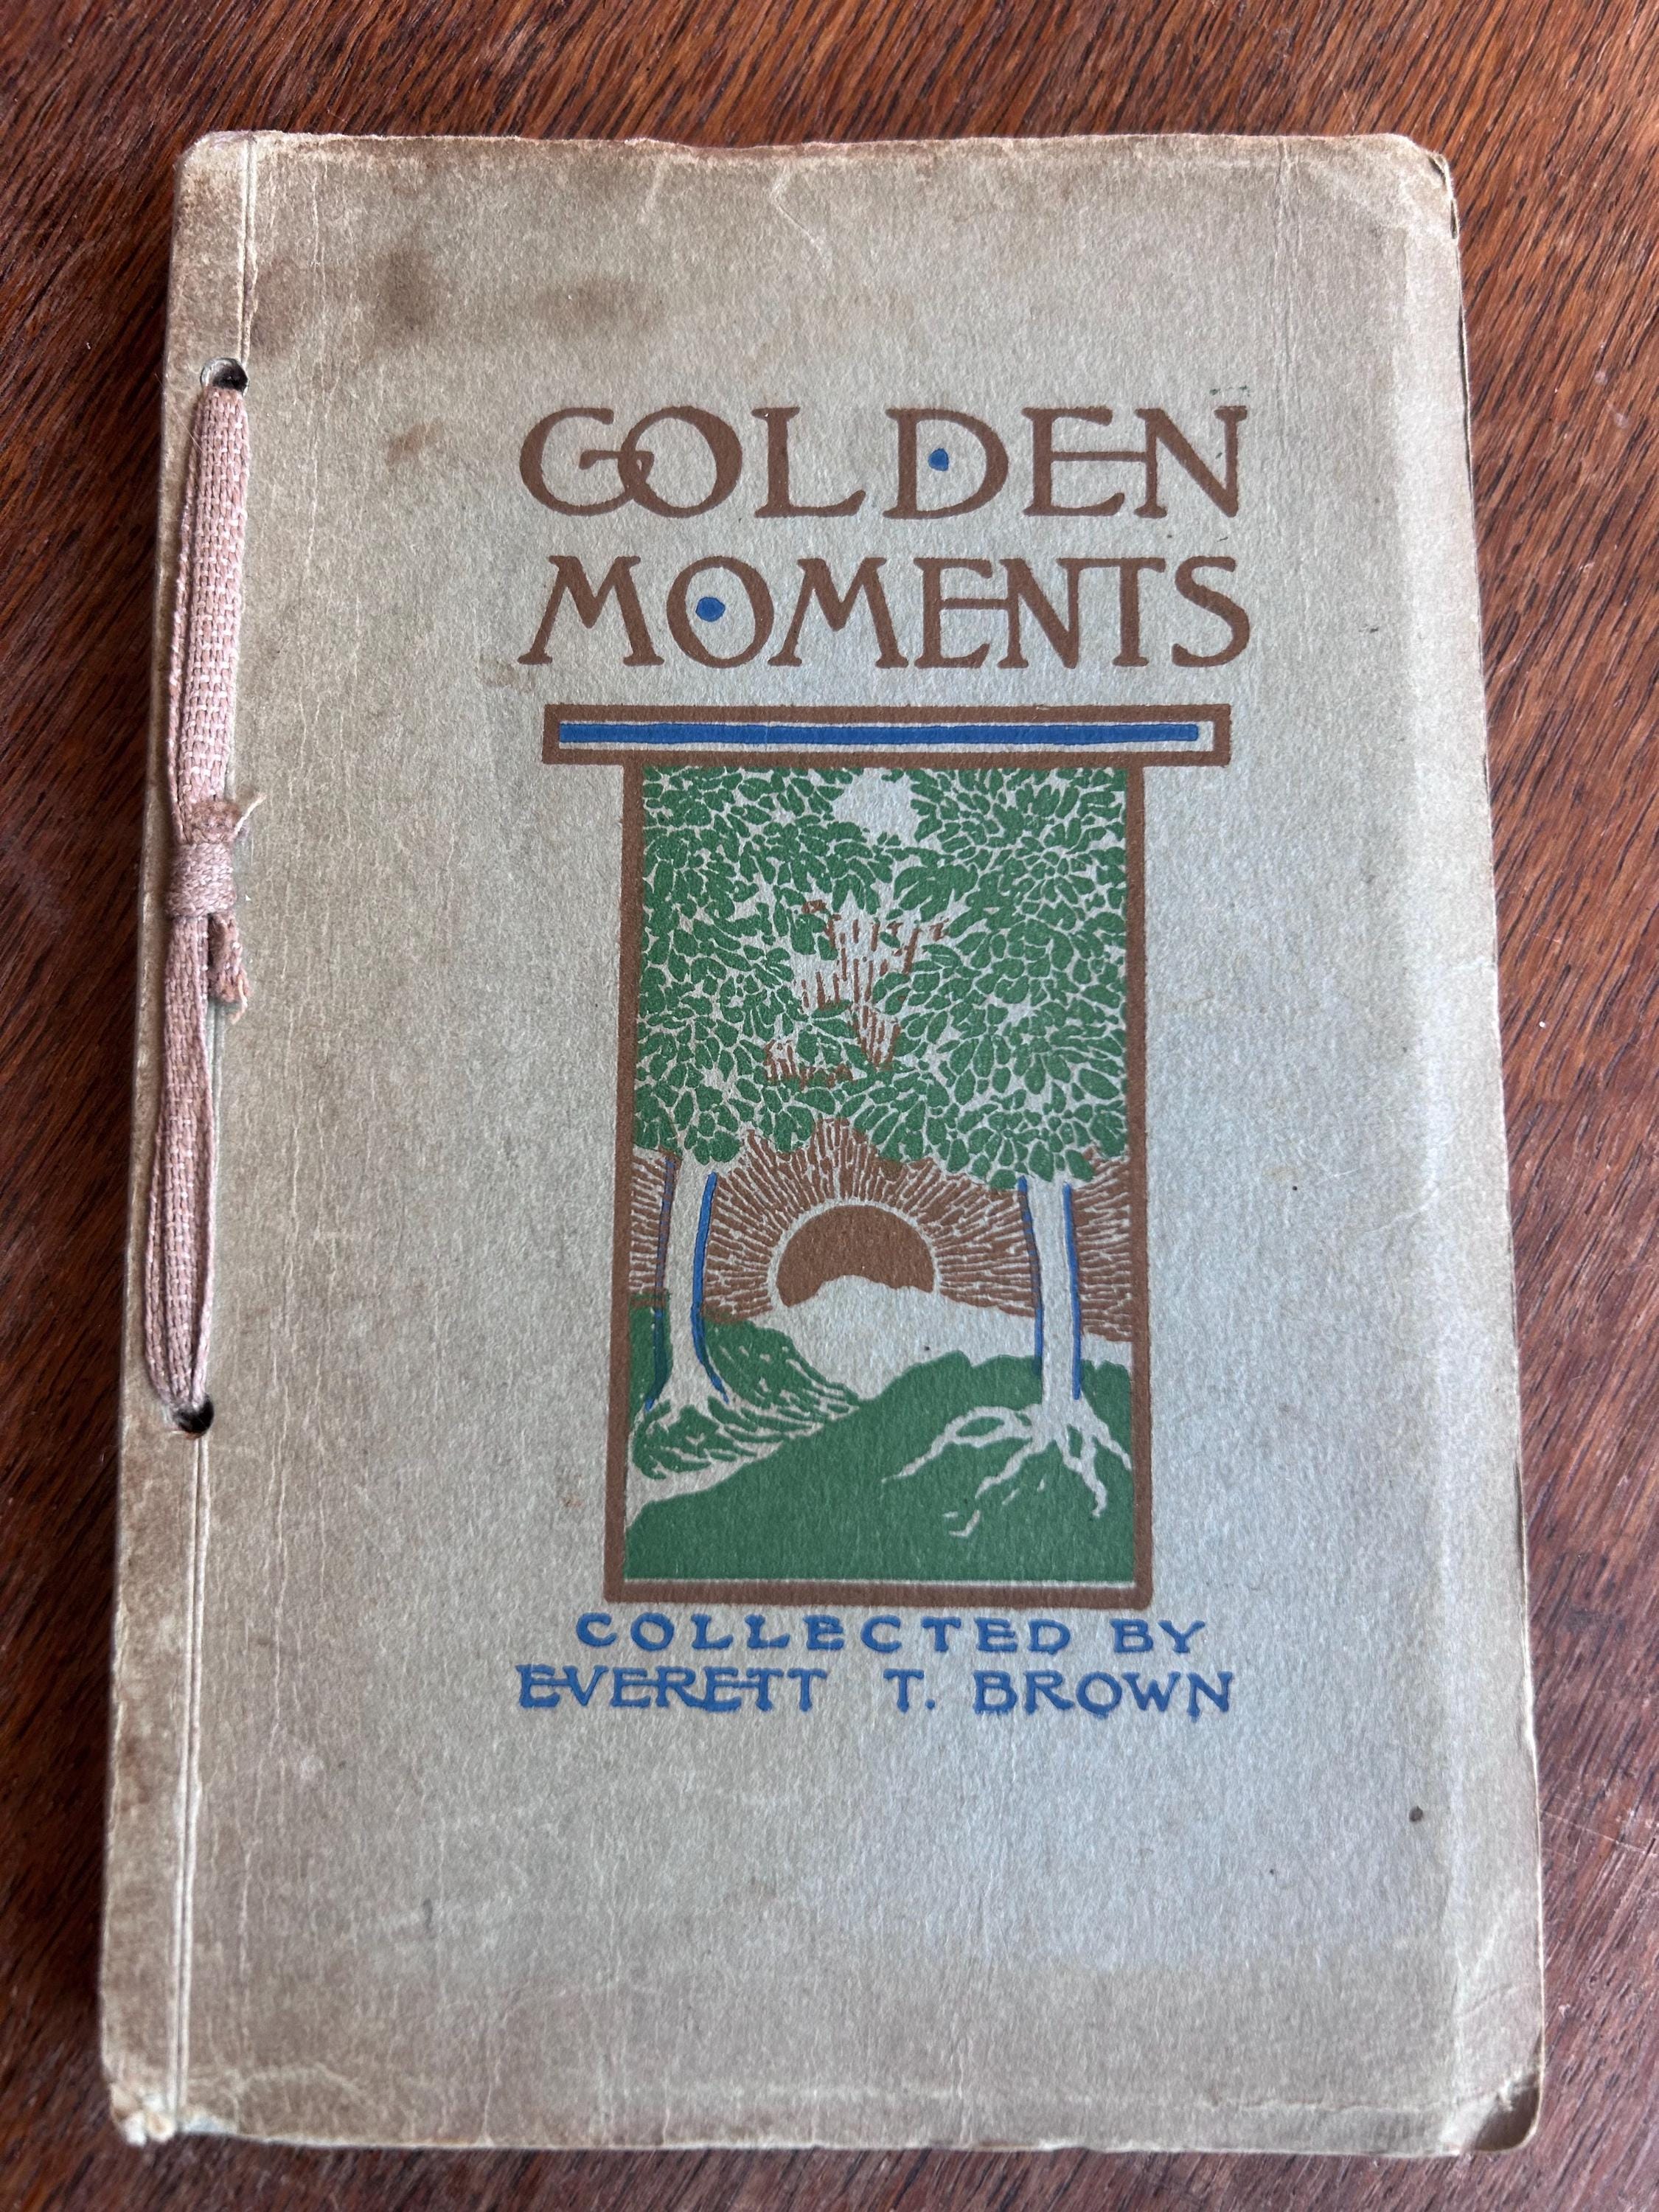 GOLDEN
MOMENTS
COLLECTED BY
EVERETT T. BROWN